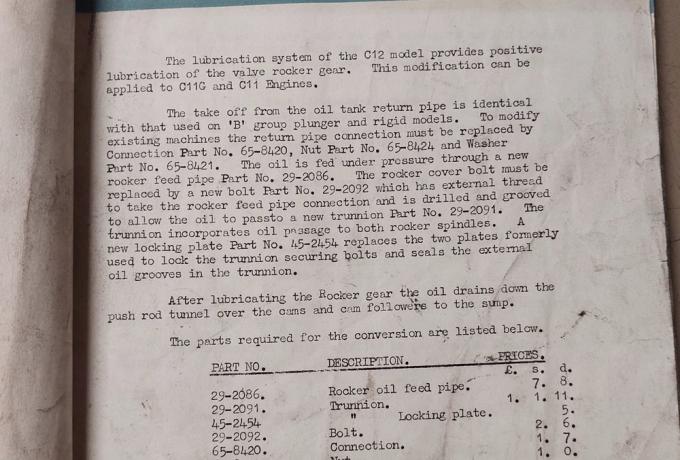 The lubrication system of the C12 model provides positive
lubrication of the valve rocker gear. This modification can be
applied to C11G and C11 Engines.
The take off from the oil tank return pipe is identical
with that used on 'B' group plunger and rigid models. To modify
existing machines the return pipe connection must be replaced by
Connection Part No. 65-8420, Nut Part No. 65-8424 and Washer
Part No. 65-8421. The oil is fed under pressure through a new
rocker feed pipe Part No. 29-2086. The rocker cover bolt must be
replaced by a new bolt Part No. 29-2092 which has external thread
to take the rocker feed pipe connection and is drilled and grooved
to allow the oil to passto a new trunnion Part No. 29-2091. The
trunnion incorporates oil passage to both rocker spindles. A
new locking plate Part No. 45-2454 replaces the two plates formerly
used to lock the trunnion securing bolts and seals the external
oil grooves in the trunnion.
After lubricating the Rocker gear the oil drains down the
push rod tunnel over the cams and cam followers to the sump.
The parts required for the conversion are listed below.
PART NO. DESCRIPTION. PRICES.
£. s. d.
29-2086. Rocker oil feed pipe. 7. 8.
29-2091. Trunnion. 1. 1. 11.
45-2454 " Locking plate. 5.
29-2092. Bolt. 2. 6.
65-8420. Connection. 1. 7.
Nut 1. 0.